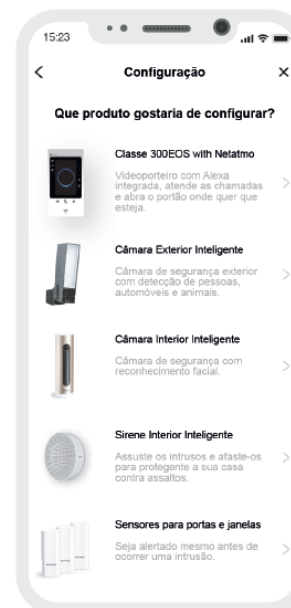 15:23
Configuração
Que produto gostaria de configurar?
Classe 300EOS with Netatmo
Videoporteiro com Alexa
integrada, atende as chamadas
e abra o portão onde quer que
esteja.
Câmara Exterior Inteligente
Câmara de segurança exterior
com detecção de pessoas,
automóveis e animais.
Câmara Interior Inteligente
Câmara de segurança com
reconhecimento facial.
Sirene Interior Inteligente
Assuste os intrusos e afaste-os
para protegente a sua casa
contra assaltos.
Sensores para portas e janelas
Seja alertado mesmo antes de
ocorrer uma intrusão.